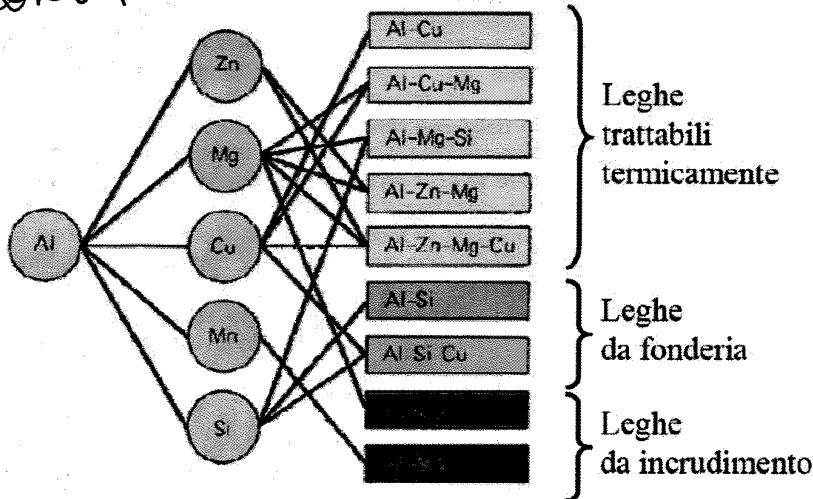 Al
Zn
Mg
Cu
Mn
Si
Al-Cu
Al-Cu-Mg
Al-Mg-Si
Al-Zn-Mg
Al-Zn-Mg-Cu
Al-Si
Al-Si-Cu
Leghe
trattabili
termicamente
Leghe
da fonderia
Leghe
da incrudimento